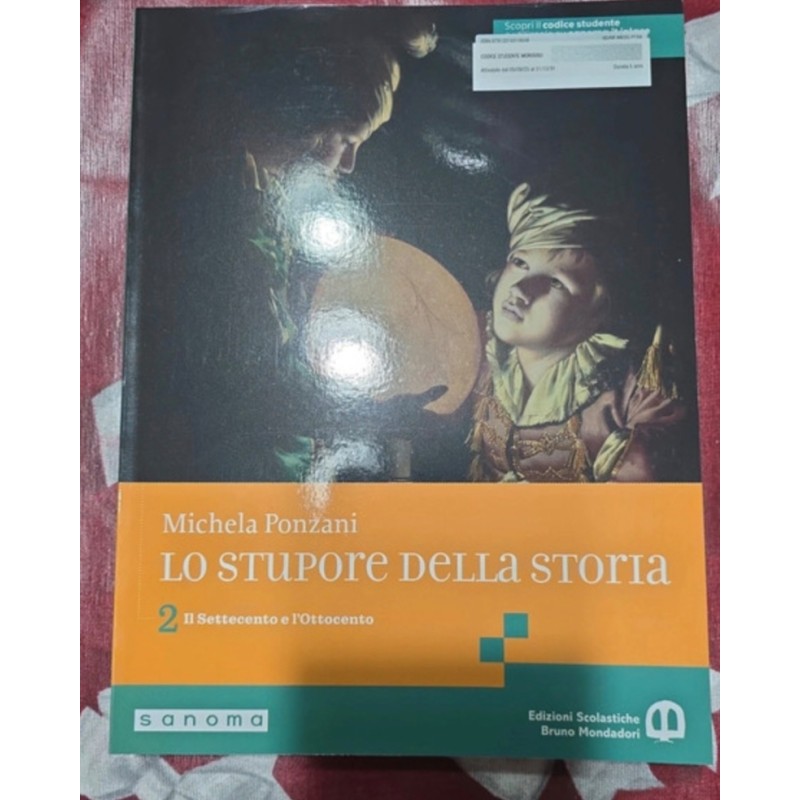 Scopri il codice studente
Michela Ponzani
Lo stupore della storia
2 Il Settecento e l'Ottocento
sanoma
Edizioni Scolastiche
Bruno Mondadori